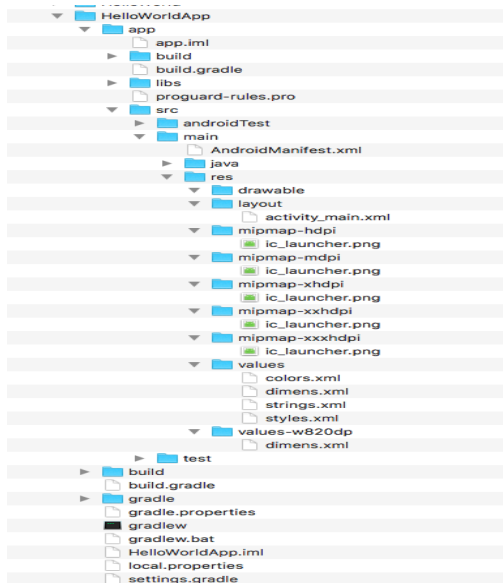 HelloWorldApp
app
app.iml
build
build.gradle
libs
proguard-rules.pro
src
androidTest
main
AndroidManifest.xml
java
res
drawable
layout
activity_main.xml
mipmap-hdpi
ic_launcher.png
mipmap-mdpi
ic_launcher.png
mipmap-xhdpi
ic_launcher.png
mipmap-xxhdpi
ic_launcher.png
mipmap-xxxhdpi
ic_launcher.png
values
colors.xml
dimens.xml
strings.xml
styles.xml
values-w820dp
dimens.xml
test
build
build.gradle
gradle
gradle.properties
gradlew
gradlew.bat
HelloWorldApp.iml
local.properties
settings.gradle